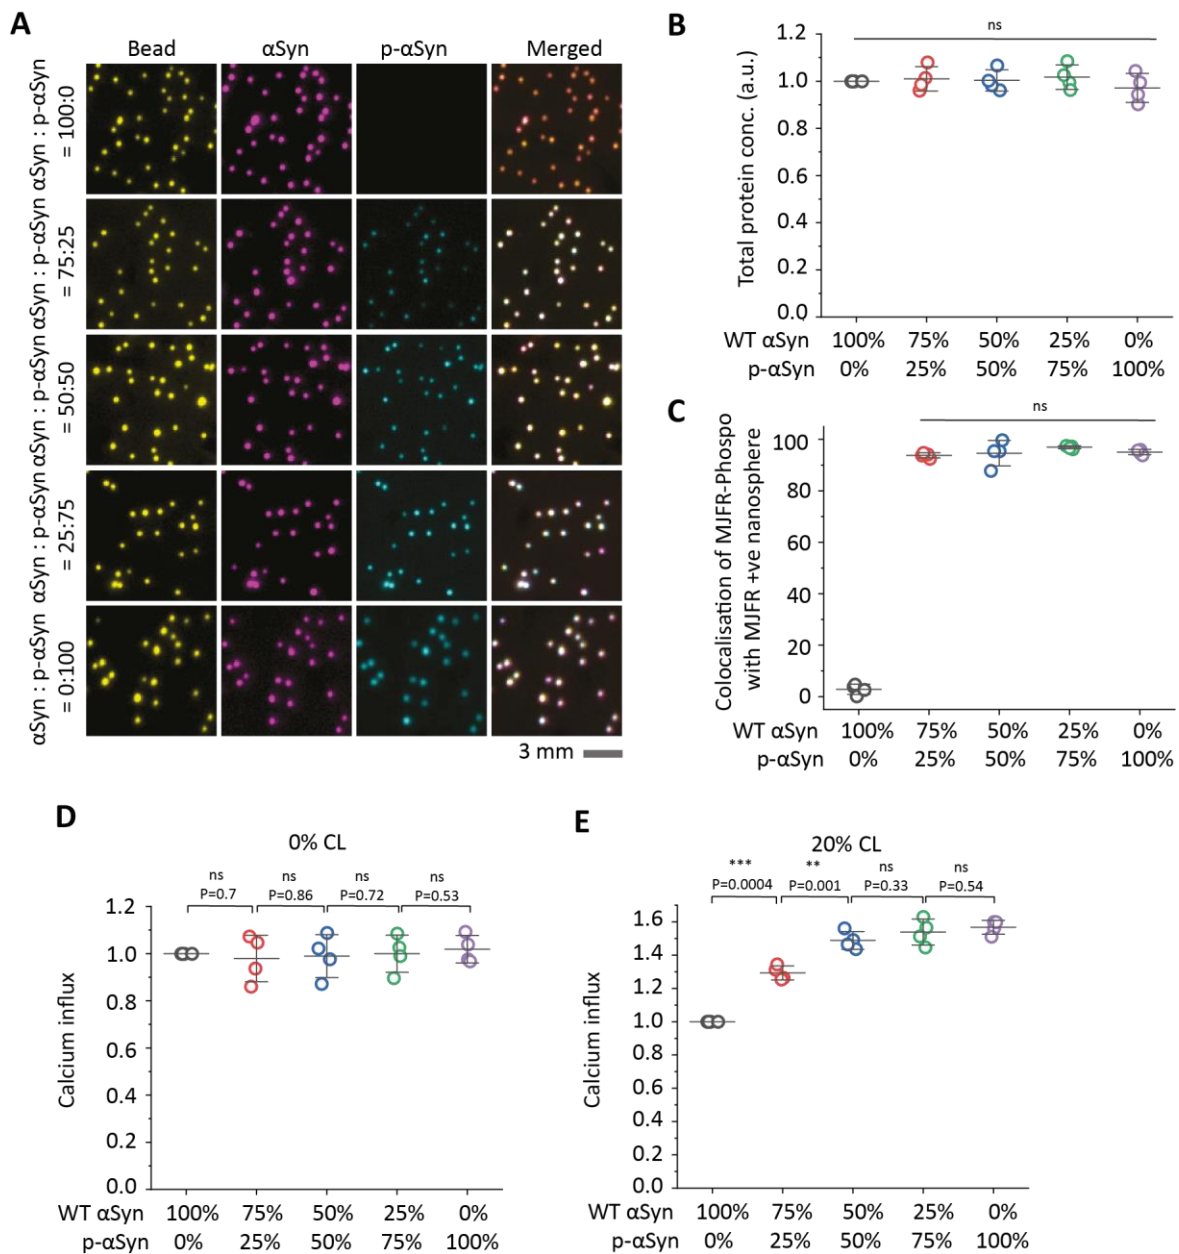 A
Bead αSyn p-αSyn Merged
αSyn : p-αSyn
= 100:0
αSyn : p-αSyn
= 75:25
αSyn : p-αSyn
= 50:50
αSyn : p-αSyn
= 25:75
αSyn : p-αSyn
= 0:100
3 mm
B
ns
Total protein conc. (a.u.)
1.2
1.0
0.8
0.6
0.4
0.2
0.0
WT αSyn 100% 75% 50% 25% 0%
p-αSyn 0% 25% 50% 75% 100%
C
ns
Colocalisation of MJFR-Phospo
with MJFR +ve nanosphere
100
80
60
40
20
0
WT αSyn 100% 75% 50% 25% 0%
p-αSyn 0% 25% 50% 75% 100%
D
0% CL
ns ns ns ns
P=0.7 P=0.86 P=0.72 P=0.53
Calcium influx
1.2
1.0
0.8
0.6
0.4
0.2
0.0
WT αSyn 100% 75% 50% 25% 0%
p-αSyn 0% 25% 50% 75% 100%
E
20% CL
*** ** ns ns
P=0.0004 P=0.001 P=0.33 P=0.54
Calcium influx
1.6
1.4
1.2
1.0
0.8
0.6
0.4
0.2
0.0
WT αSyn 100% 75% 50% 25% 0%
p-αSyn 0% 25% 50% 75% 100%